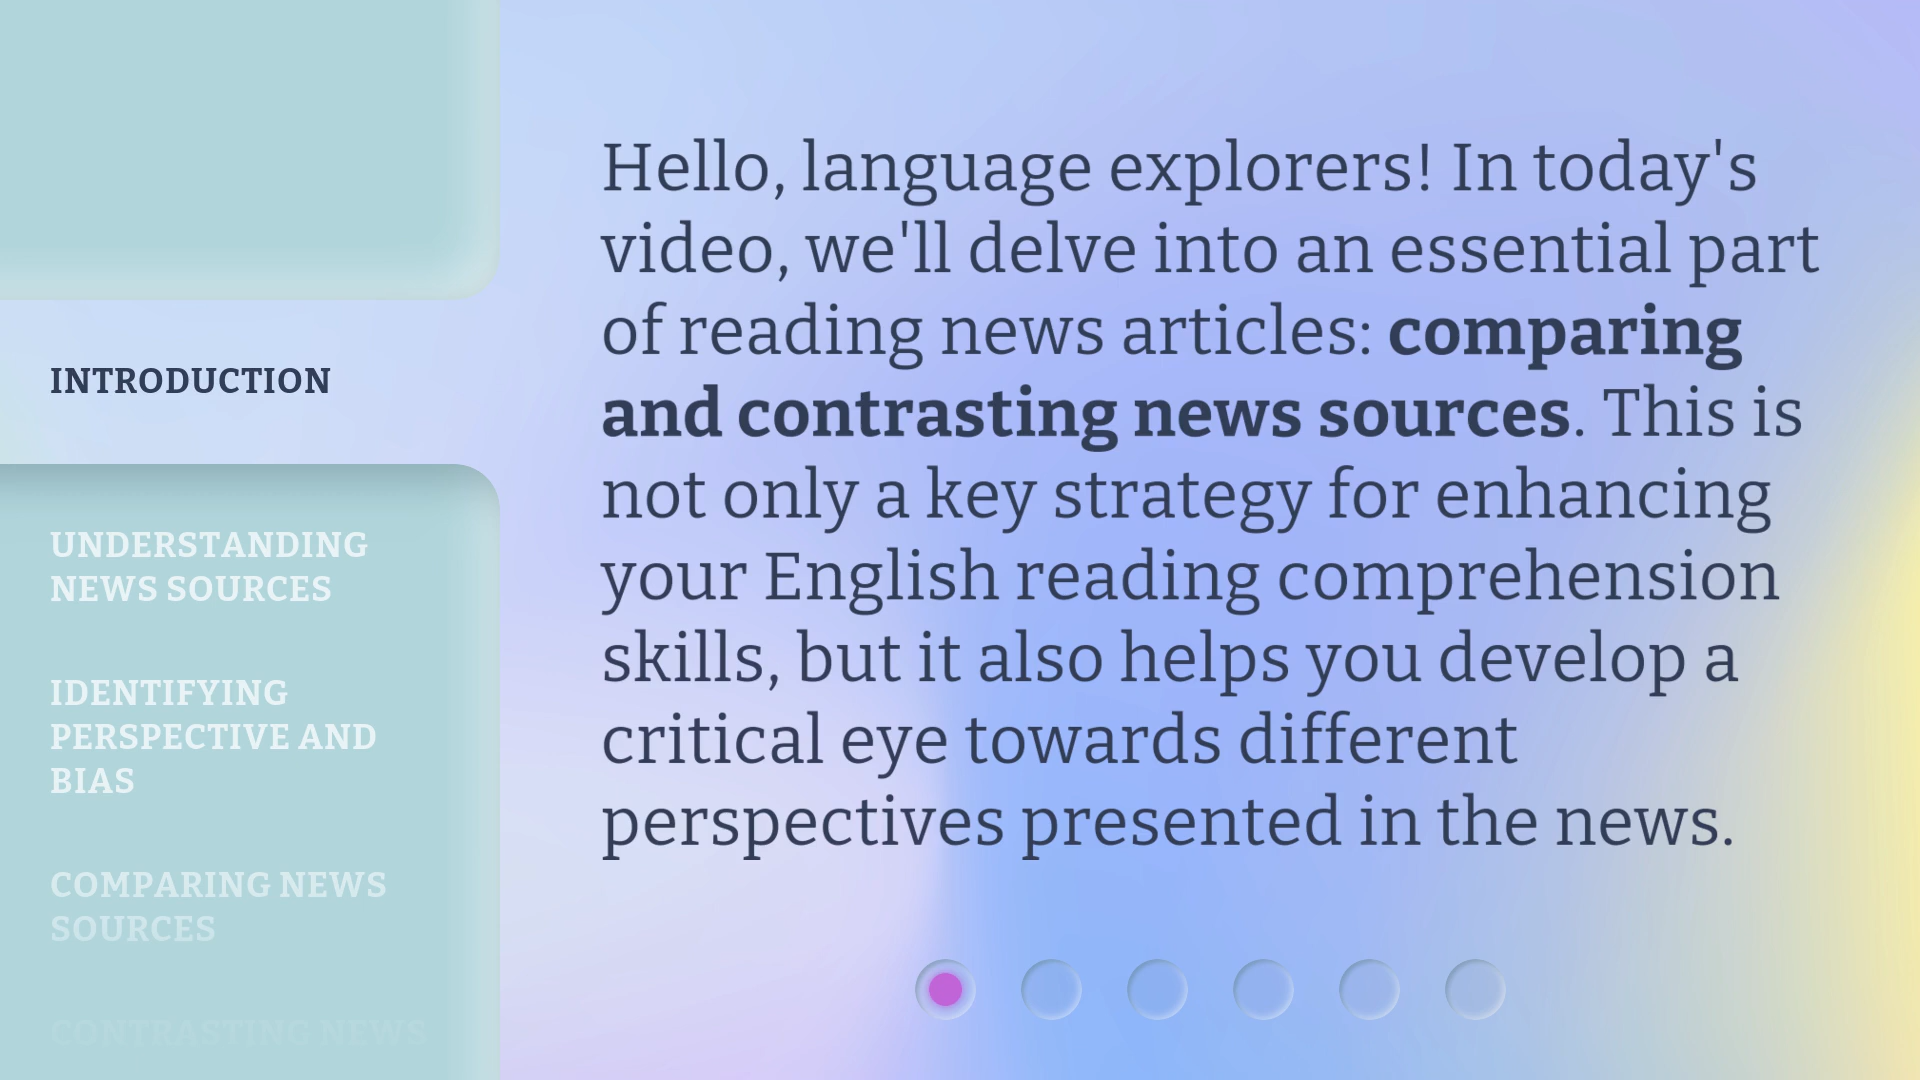 INTRODUCTION
UNDERSTANDING
NEWS SOURCES
IDENTIFYING
PERSPECTIVE AND
BIAS
COMPARING NEWS
SOURCES
CONTRASTING NEWS
Hello, language explorers! In today's
video, we'll delve into an essential part
of reading news articles: comparing
and contrasting news sources. This is
not only a key strategy for enhancing
your English reading comprehension
skills, but it also helps you develop a
critical eye towards different
perspectives presented in the news.